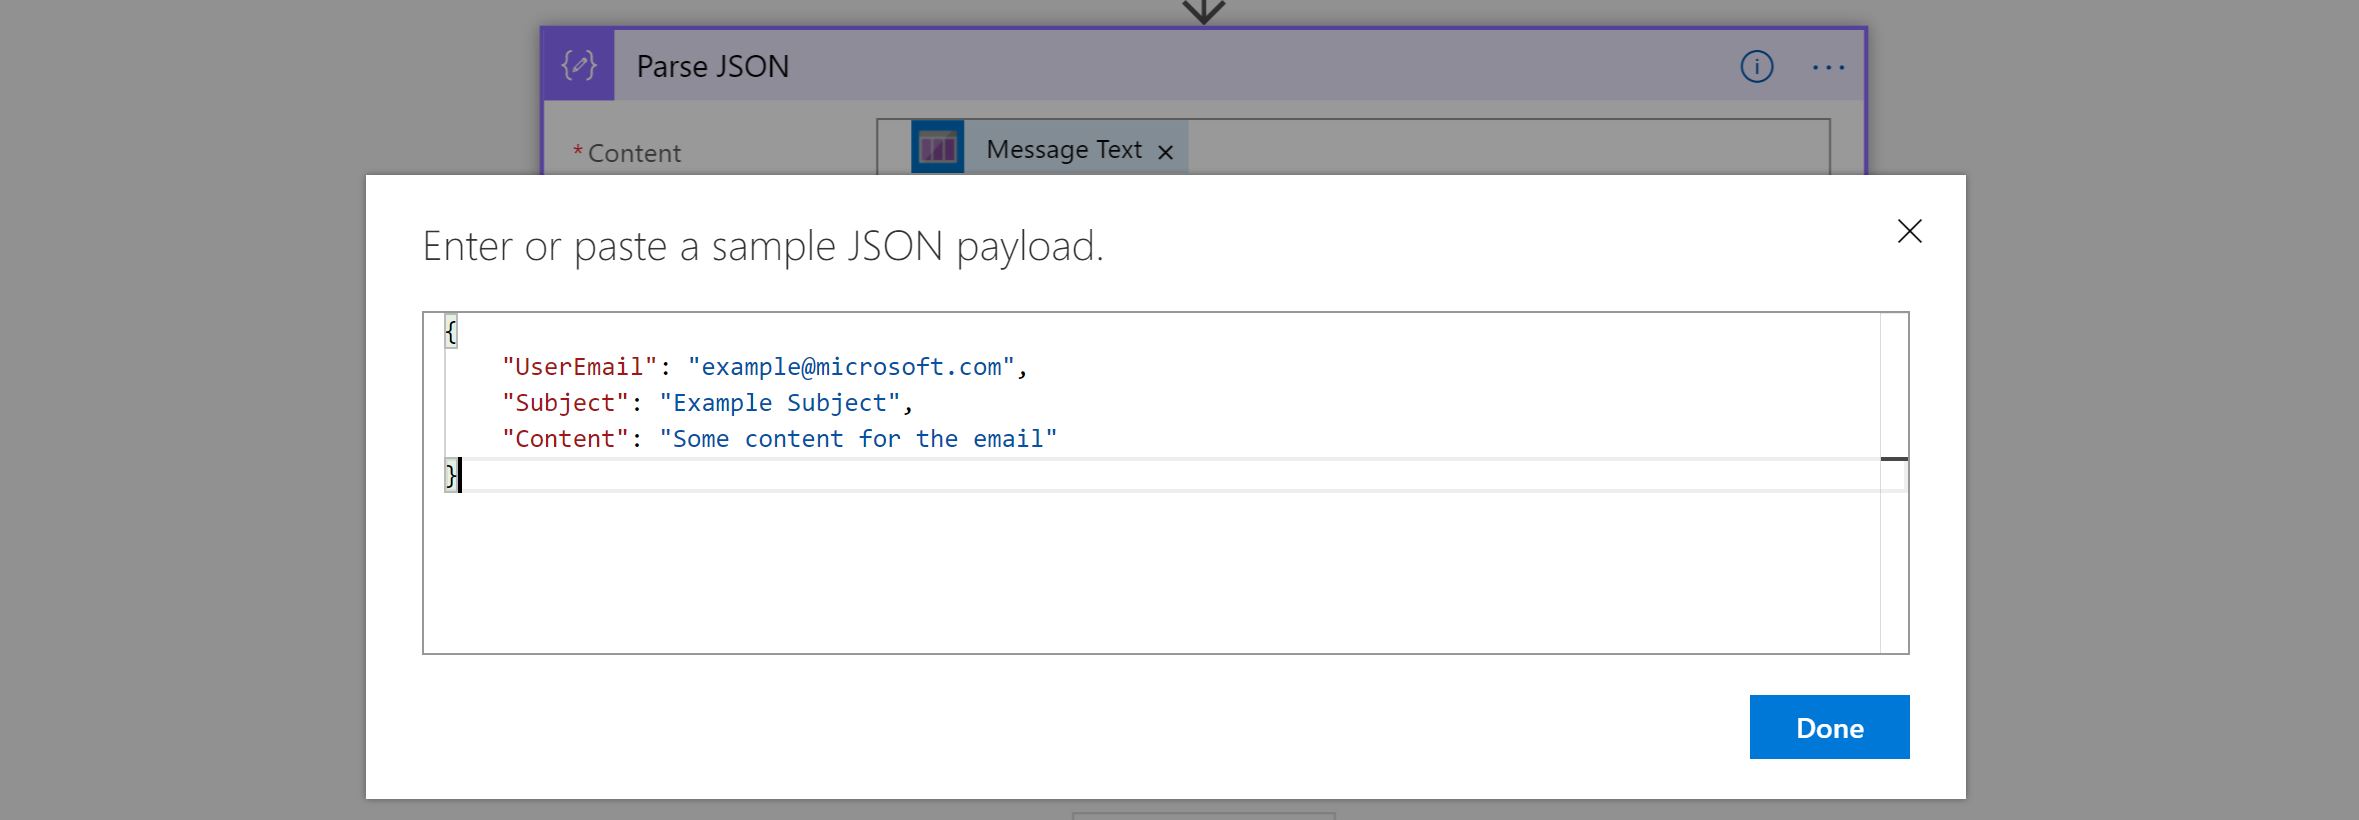 Parse JSON
* Content
Message Text
Enter or paste a sample JSON payload.
{
"UserEmail": "example@microsoft.com",
"Subject": "Example Subject",
"Content": "Some content for the email"
}
Done